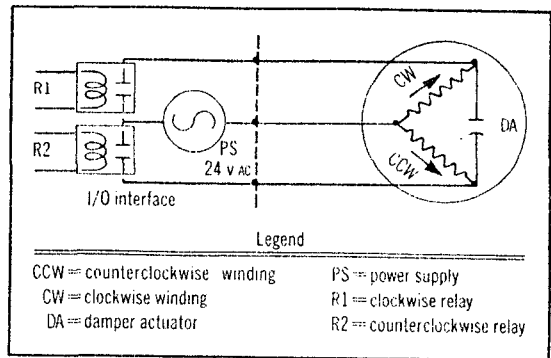 R1
CW
DA
R2
PS
24 v AC
CCW
I/O interface
Legend
CCW = counterclockwise winding
CW = clockwise winding
DA = damper actuator
PS = power supply
R1 = clockwise relay
R2 = counterclockwise relay